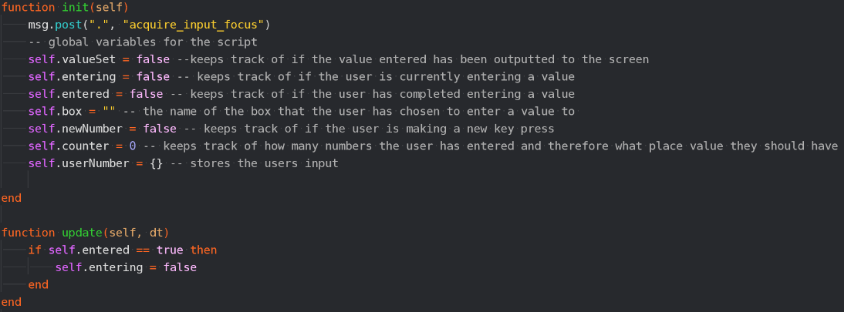 function init(self)
msg.post(".", "acquire_input_focus")
-- global variables for the script
self.valueSet = false --keeps track of if the value entered has been outputted to the screen
self.entering = false -- keeps track of if the user is currently entering a value
self.entered = false -- keeps track of if the user has completed entering a value
self.box = "" -- the name of the box that the user has chosen to enter a value to
self.newNumber = false -- keeps track of if the user is making a new key press
self.counter = 0 -- keeps track of how many numbers the user has entered and therefore what place value they should have
self.userNumber = {} -- stores the users input
end
function update(self, dt)
if self.entered == true then
self.entering = false
end
end